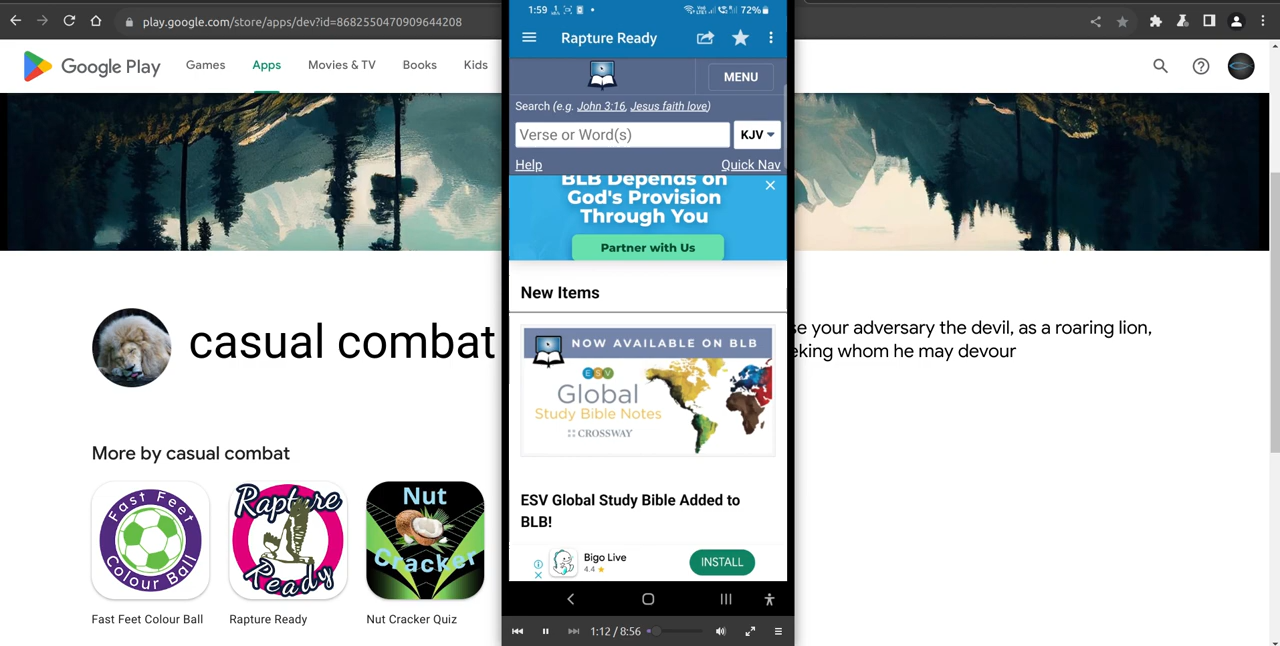 play.google.com/store/apps/dev?id=8682550470909644208
Google Play
Games
Apps
Movies & TV
Books
Kids
casual combat
se your adversary the devil, as a roaring lion,
eking whom he may devour
More by casual combat
Fast Feet
Colour Ball
Rapture
Ready
Nut
Cracker
Fast Feet Colour Ball
Rapture Ready
Nut Cracker Quiz
1:59
72%
Rapture Ready
MENU
Search (e.g. John 3:16, Jesus faith love)
Verse or Word(s)
KJV
Help
Quick Nav
BLB Depends on
God's Provision
Through You
Partner with Us
New Items
NOW AVAILABLE ON BLB
ESV
Global
Study Bible Notes
CROSSWAY
ESV Global Study Bible Added to
BLB!
Bigo Live
4.4
INSTALL
1:12 / 8:56